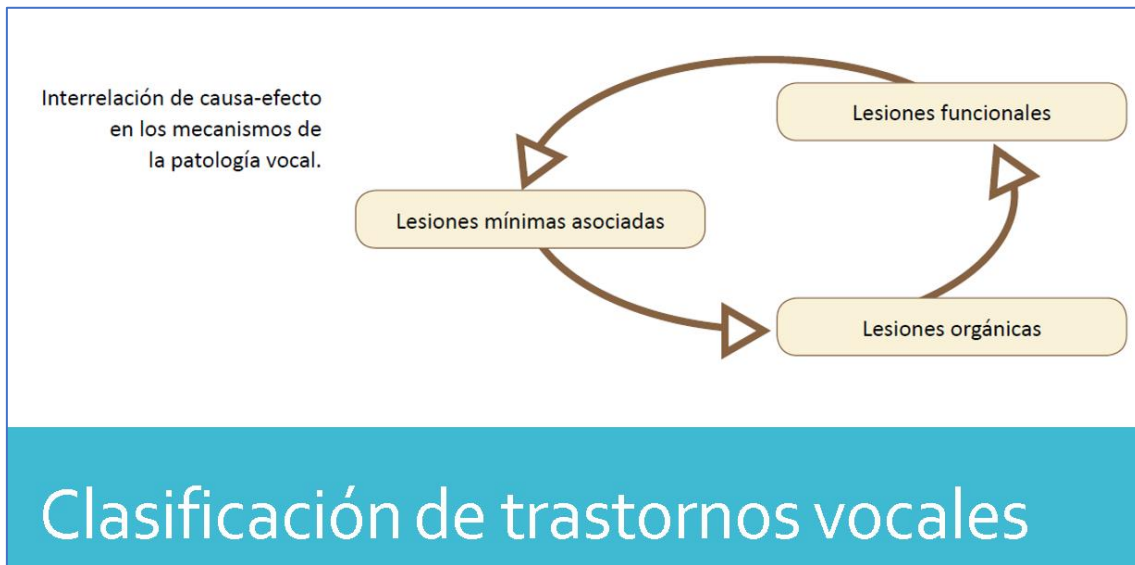 Interrelación de causa-efecto
en los mecanismos de
la patología vocal.
Lesiones funcionales
Lesiones mínimas asociadas
Lesiones orgánicas
Clasificación de trastornos vocales